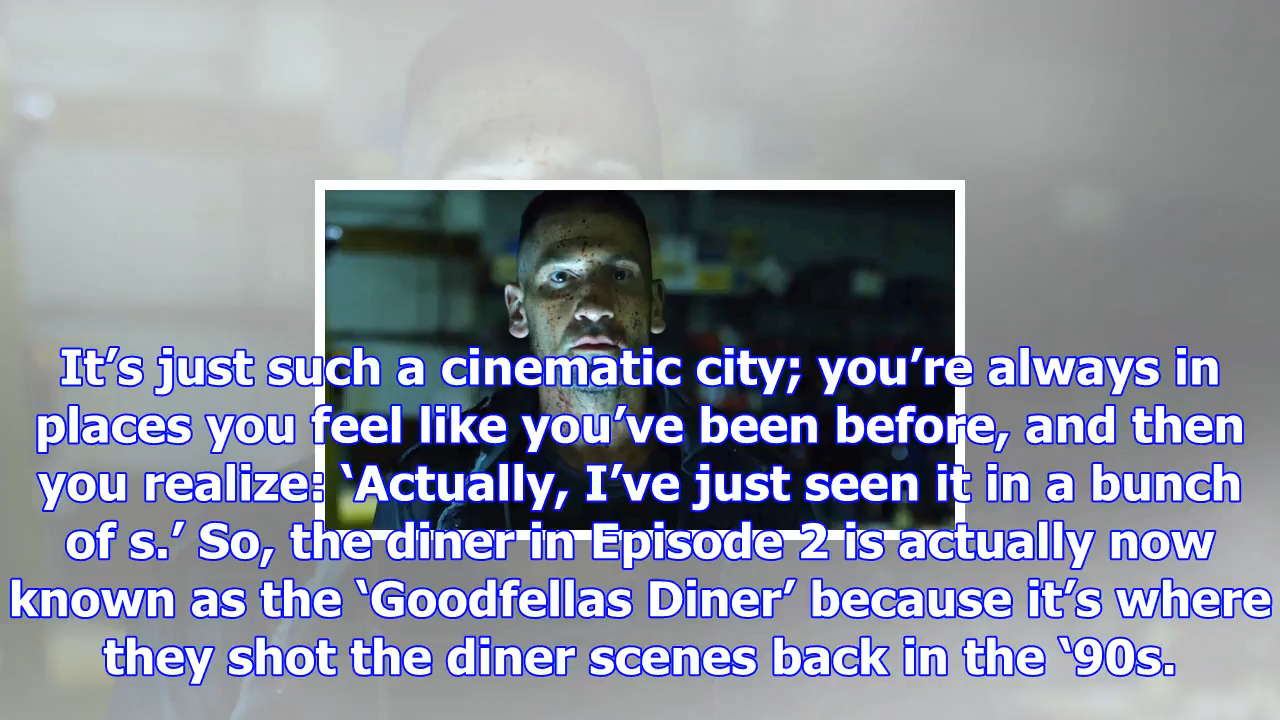 It’s just such a cinematic city; you’re always in
places you feel like you’ve been before, and then
you realize: ‘Actually, I’ve just seen it in a bunch
of s.’ So, the diner in Episode 2 is actually now
known as the ‘Goodfellas Diner’ because it’s where
they shot the diner scenes back in the ‘90s.